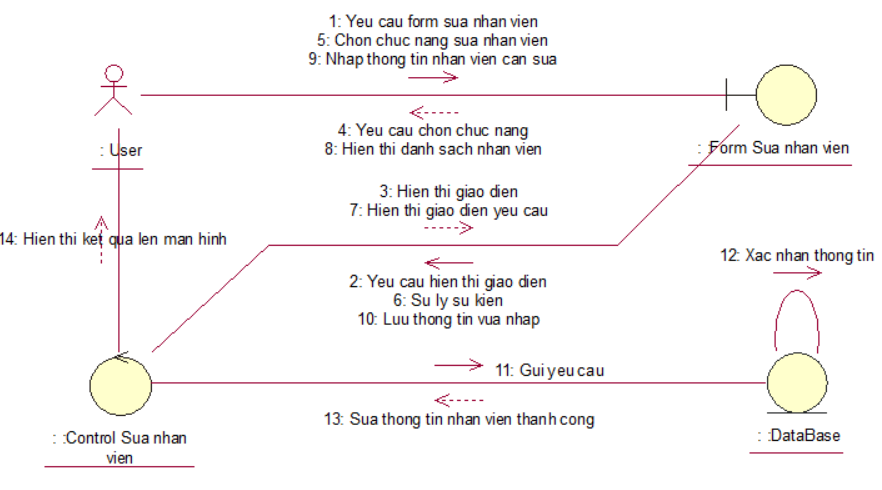 1: Yeu cau form sua nhan vien
5: Chon chuc nang sua nhan vien
9: Nhap thong tin nhan vien can sua
4: Yeu cau chon chuc nang
8: Hien thi danh sach nhan vien
: User
: :Form Sua nhan vien
3: Hien thi giao dien
7: Hien thi giao dien yeu cau
14: Hien thi ket qua len man hinh
12: Xac nhan thong tin
2: Yeu cau hien thi giao dien
6: Su ly su kien
10: Luu thong tin vua nhap
11: Gui yeu cau
13: Sua thong tin nhan vien thanh cong
: :Control Sua nhan
vien
: :DataBase